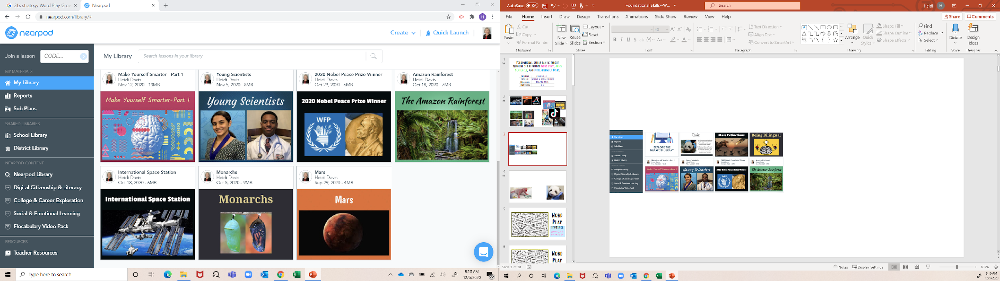 3Ls strategy Word Play Grow
Nearpod
nearpod.com/library/#
nearpod
Create
Quick Launch
Join a lesson
CODE...
My Library
Search lessons in your library
MY MATERIALS
My Library
Reports
Sub Plans
SHARED LIBRARIES
School Library
District Library
NEARPOD CONTENT
Nearpod Library
Digital Citizenship & Literacy
College & Career Exploration
Social & Emotional Learning
Flocabulary Video Pack
RESOURCES
Teacher Resources
Make Yourself Smarter - Part 1
Heidi Davis
Nov 12, 2020 - 13MB
Make Yourself Smarter-Part 1
Young Scientists
Heidi Davis
Nov 5, 2020 - 8MB
Young Scientists
2020 Nobel Peace Prize Winner
Heidi Davis
Oct 29, 2020 - 6MB
2020 Nobel Peace Prize Winner
WFP
Amazon Rainforest
Heidi Davis
Oct 18, 2020 - 7MB
The Amazon Rainforest
International Space Station
Heidi Davis
Oct 18, 2020 - 6MB
International Space Station
Monarchs
Heidi Davis
Oct 5, 2020 - 9MB
Monarchs
Mars
Heidi Davis
Sep 29, 2020 - 4MB
Mars
Type here to search
8:10 AM
12/5/2020
22
AutoSave Off
Foundational Skills--W...
Search
Heidi
H
File Home Insert Draw Design Transitions Animations Slide Show Review View Help
Share
Comments
Paste
Cut
Copy
Format Painter
Clipboard
New Slide
Reuse Slides
Layout
Reset
Section
Slides
40
Font
Text Direction
Align Text
Convert to SmartArt
Paragraph
Arrange
Quick Styles
Shape Fill
Shape Outline
Shape Effects
Drawing
Find
Replace
Select
Editing
Dictate
Voice
Design Ideas
Designer
1
Foundational skills can be taught
through 3Ls elements Word Play, Juicy
Sentences, and Differentiated Tasks.
2
3
4
5
WORD
PLAY
STRATEGIES
6
WORD
PLAY
My Library
Reports
Sub Plans
School Library
District Library
Nearpod Library
Digital Citizenship & Literacy
College & Career Exploration
Social & Emotional Learning
Flocabulary Video Pack
EXPLORE THE
NEARPOD LIBRARY
Quiz
Mass Extinctions
Being Bilingual
Make Yourself Smarter - Part 1
Young Scientists
2020 Nobel Peace Prize Winner
Amazon Rainforest
Make Yourself Smarter-Part 1
Young Scientists
2020 Nobel Peace Prize Winner
The Amazon Rainforest
Slide 3 of 38
Notes
Display Settings
107%
8:10 AM
12/5/2020